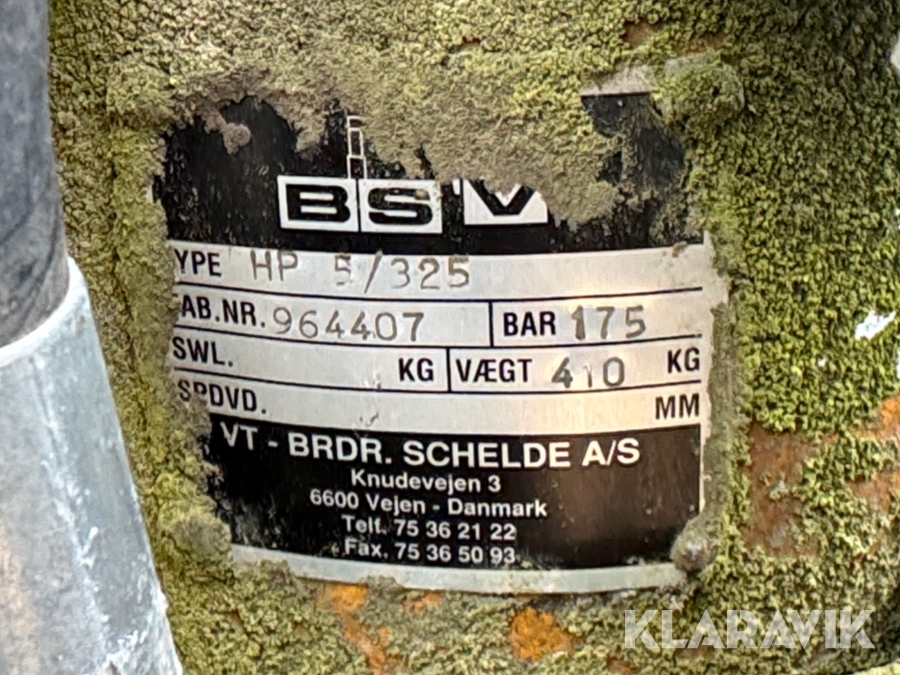 BSV
YPE HP 5/325
AB.NR. 964407 BAR 175
SWL. KG VÆGT 410 KG
SPDVD. MM
VT - BRDR. SCHELDE A/S
Knudevejen 3
6600 Vejen - Danmark
Telf. 75 36 21 22
Fax. 75 36 50 93
KLARAVIK